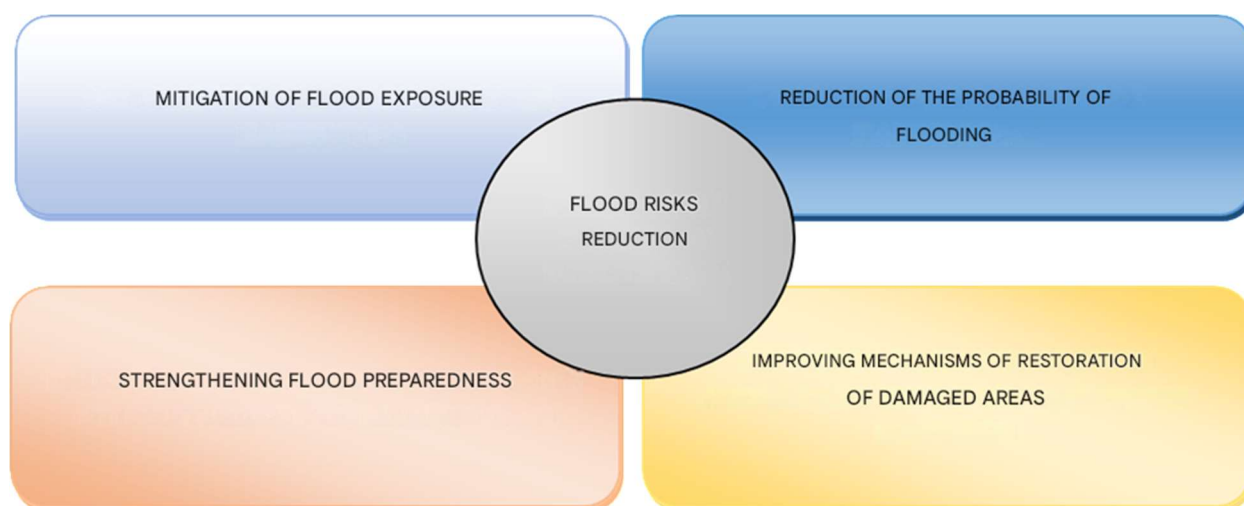 MITIGATION OF FLOOD EXPOSURE
REDUCTION OF THE PROBABILITY OF
FLOODING
FLOOD RISKS
REDUCTION
STRENGTHENING FLOOD PREPAREDNESS
IMPROVING MECHANISMS OF RESTORATION
OF DAMAGED AREAS